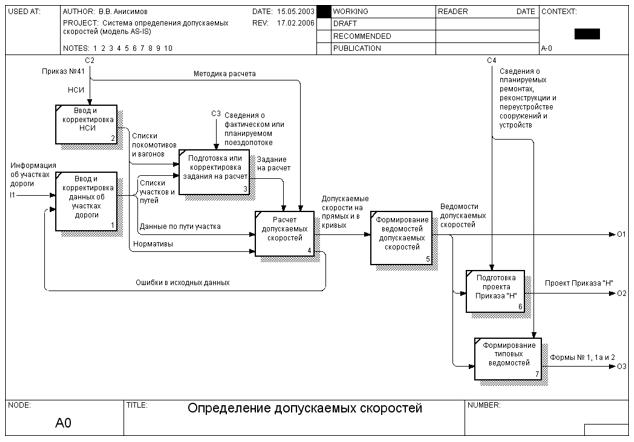 USED AT:
AUTHOR: В.В.Анисимов
DATE: 15.05.2003
WORKING
READER
DATE
CONTEXT:
PROJECT: Система определения допускаемых
скоростей (модель AS-IS)
REV: 17.02.2006
DRAFT
RECOMMENDED
NOTES: 1 2 3 4 5 6 7 8 9 10
PUBLICATION
A-0
C2
Приказ №41
НСИ
Методика расчета
C4
Сведения о
планируемых
ремонтах,
реконструкции и
переустройстве
сооружений и
устройств
Ввод и
корректировка
НСИ
2
C3
Сведения о
фактическом или
планируемом
поездопотоке
Списки
покомотивов
и вагонов
Информация
об участках
дороги
I1
Ввод и
корректировка
данных об
участках
дороги
1
Подготовка или
корректировка
задания на расчет
3
Задание
на расчет
Списки
участков и
путей
Данные по пути участка
Нормативы
Расчет
допускаемых
скоростей
4
Допускаемые
скорости на
прямых и в
кривых
Формирование
ведомостей
допускаемых
скоростей
5
Ведомости
допускаемых
скоростей
O1
Ошибки в исходных данных
Подготовка
проекта
Приказа "Н"
6
Проект Приказа "Н"
O2
Формирование
типовых
ведомостей
7
Формы № 1, 1а и 2
O3
NODE:
A0
TITLE:
Определение допускаемых скоростей
NUMBER: